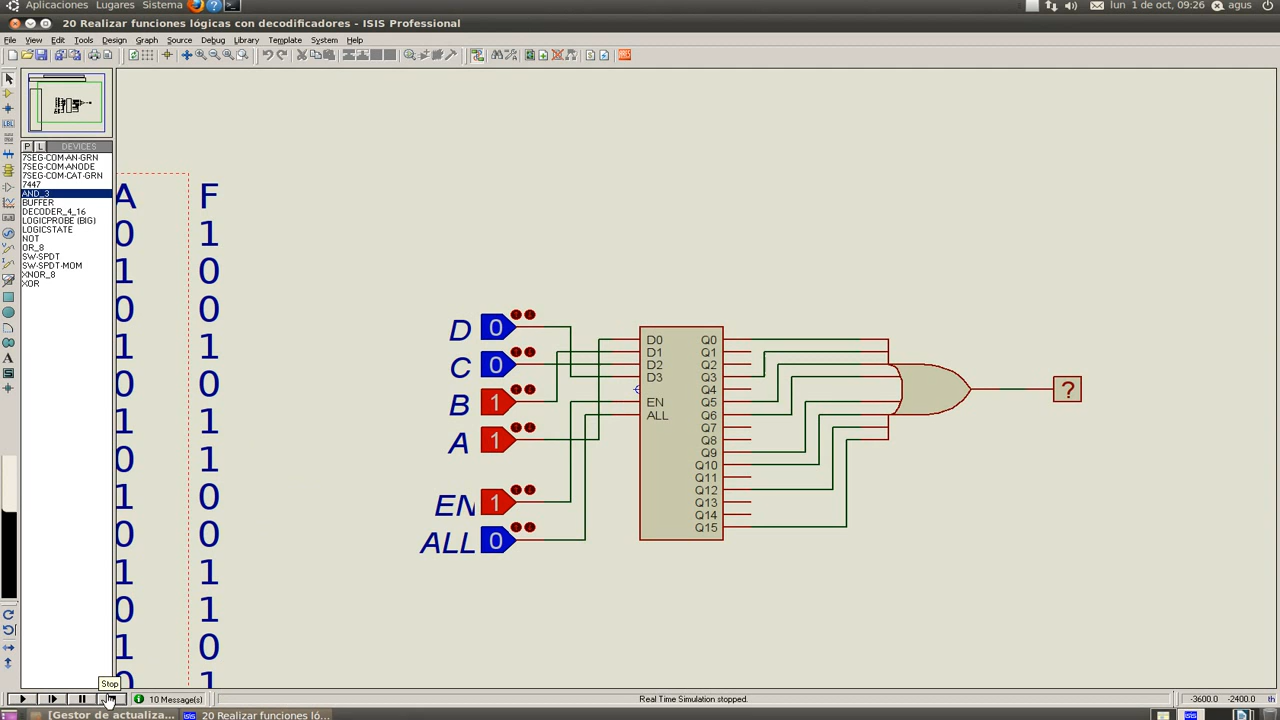 Aplicaciones Lugares Sistema ? lun 1 de oct, 09:26 agus
20 Realizar funciones lógicas con decodificadores - ISIS Professional
File View Edit Tools Design Graph Source Debug Library Template System Help
P L DEVICES
7SEG-COM-AN-GRN
7SEG-COM-ANODE
7SEG-COM-CAT-GRN
7447
AND_3
BUFFER
DECODER_4_16
LOGICPROBE (BIG)
LOGICSTATE
NOT
OR_8
SW-SPDT
SW-SPDT-MOM
XNOR_8
XOR
LBL
A F
0 1
1 0
0 0
1 1
0 0
1 1
0 1
1 0
0 0
1 1
0 1
1 0
0 1
D 0
C 0
B 1
A 1
EN 1
ALL 0
D0 Q0
D1 Q1
D2 Q2
D3 Q3
Q4
EN Q5
ALL Q6
Q7
Q8
Q9
Q10
Q11
Q12
Q13
Q14
Q15
?
Stop
10 Message(s) Real Time Simulation stopped. -3600.0 -2400.0 th
[Gestor de actualiza... 20 Realizar funciones ló...